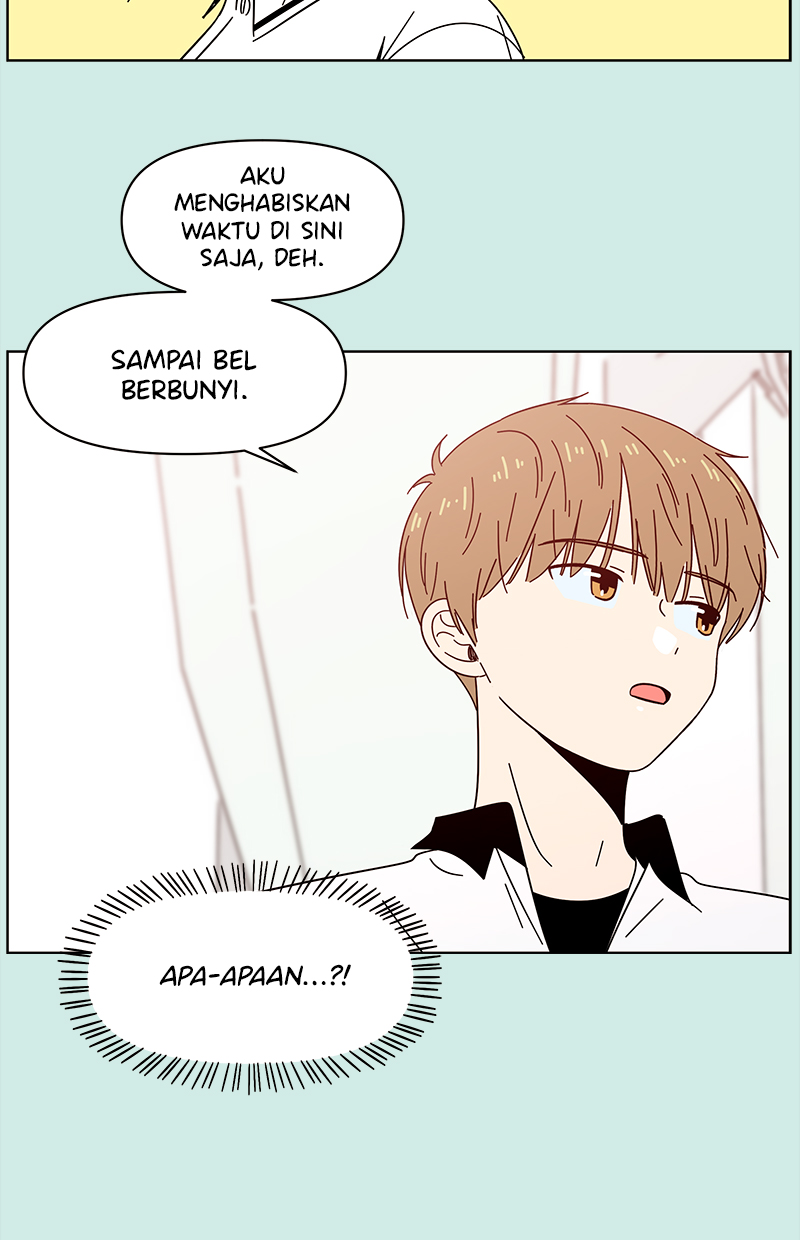 AKU
MENGHABISKAN
WAKTU DI SINI
SAJA, DEH.
SAMPAI BEL
BERBUNYI.
APA-APAAN...?!